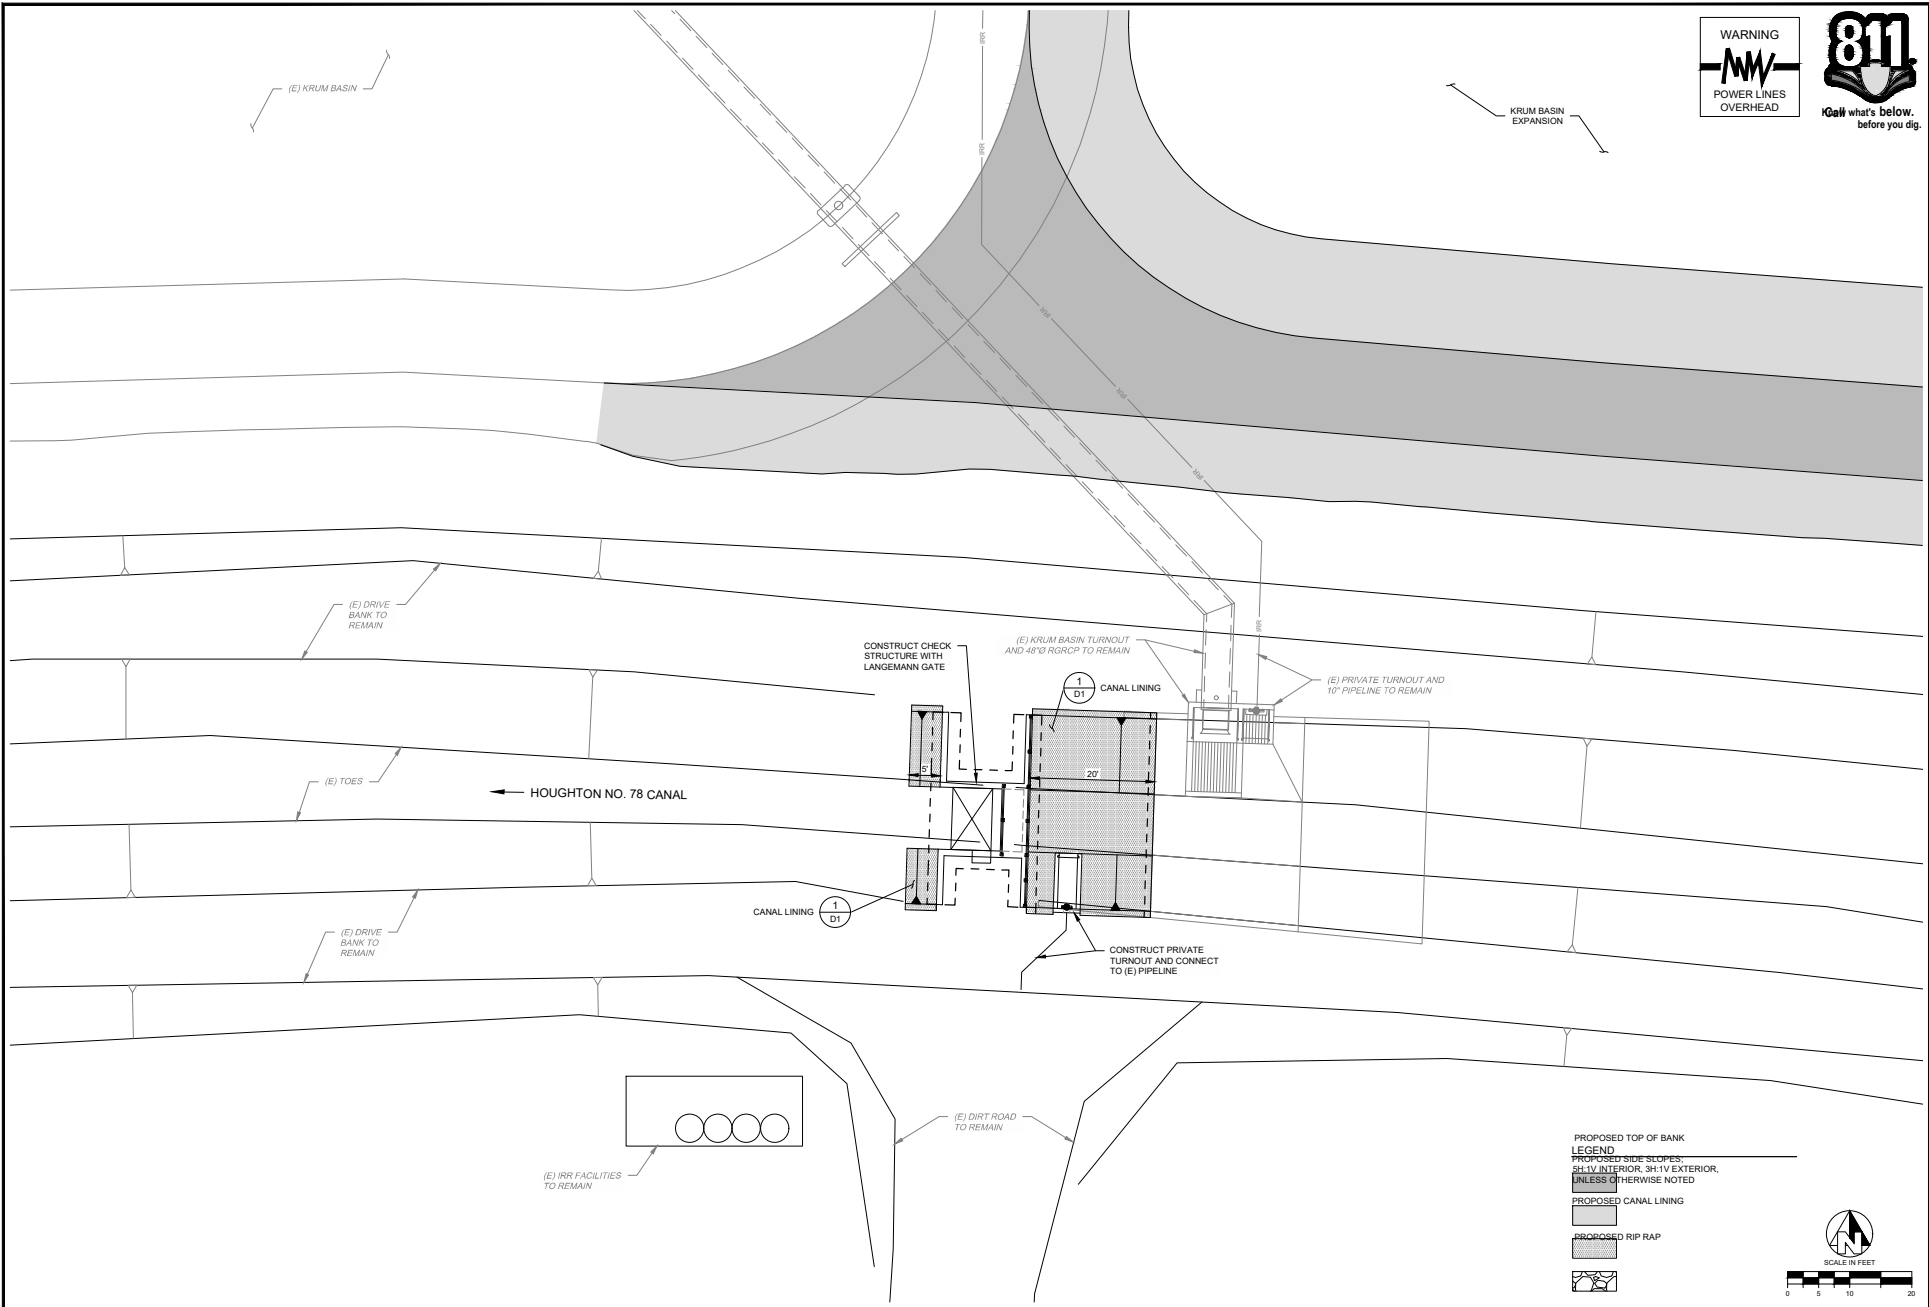 WARNING
POWER LINES
OVERHEAD
811
Call what's below.
before you dig.
(E) KRUM BASIN
KRUM BASIN
EXPANSION
IRR
IRR
IRR
IRR
IRR
IRR
(E) DRIVE
BANK TO
REMAIN
CONSTRUCT CHECK
STRUCTURE WITH
LANGEMANN GATE
(E) KRUM BASIN TURNOUT
AND 48"Ø RGRCP TO REMAIN
1
D1
CANAL LINING
(E) PRIVATE TURNOUT AND
10" PIPELINE TO REMAIN
5'
20'
(E) TOES
HOUGHTON NO. 78 CANAL
CANAL LINING
1
D1
(E) DRIVE
BANK TO
REMAIN
CONSTRUCT PRIVATE
TURNOUT AND CONNECT
TO (E) PIPELINE
(E) DIRT ROAD
TO REMAIN
(E) IRR FACILITIES
TO REMAIN
PROPOSED TOP OF BANK
LEGEND
PROPOSED SIDE SLOPES;
5H:1V INTERIOR, 3H:1V EXTERIOR,
UNLESS OTHERWISE NOTED
PROPOSED CANAL LINING
PROPOSED RIP RAP
N
SCALE IN FEET
0 5 10 20